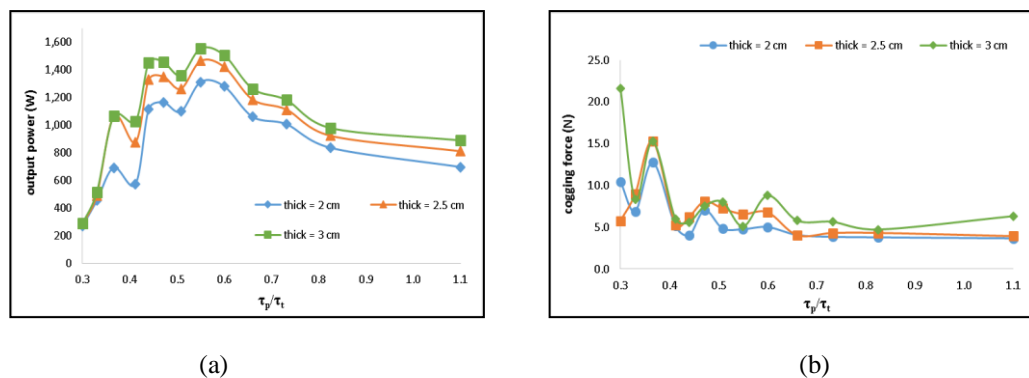 1,600
1,400
1,200
1,000
800
600
400
200
0
output power (W)
thick = 2 cm
thick = 2.5 cm
thick = 3 cm
0.3 0.4 0.5 0.6 0.7 0.8 0.9 1.0 1.1
τp/τt
(a)
thick = 2 cm thick = 2.5 cm thick = 3 cm
25.0
20.0
15.0
10.0
5.0
0.0
cogging force (N)
0.3 0.4 0.5 0.6 0.7 0.8 0.9 1.0 1.1
τp/τt
(b)